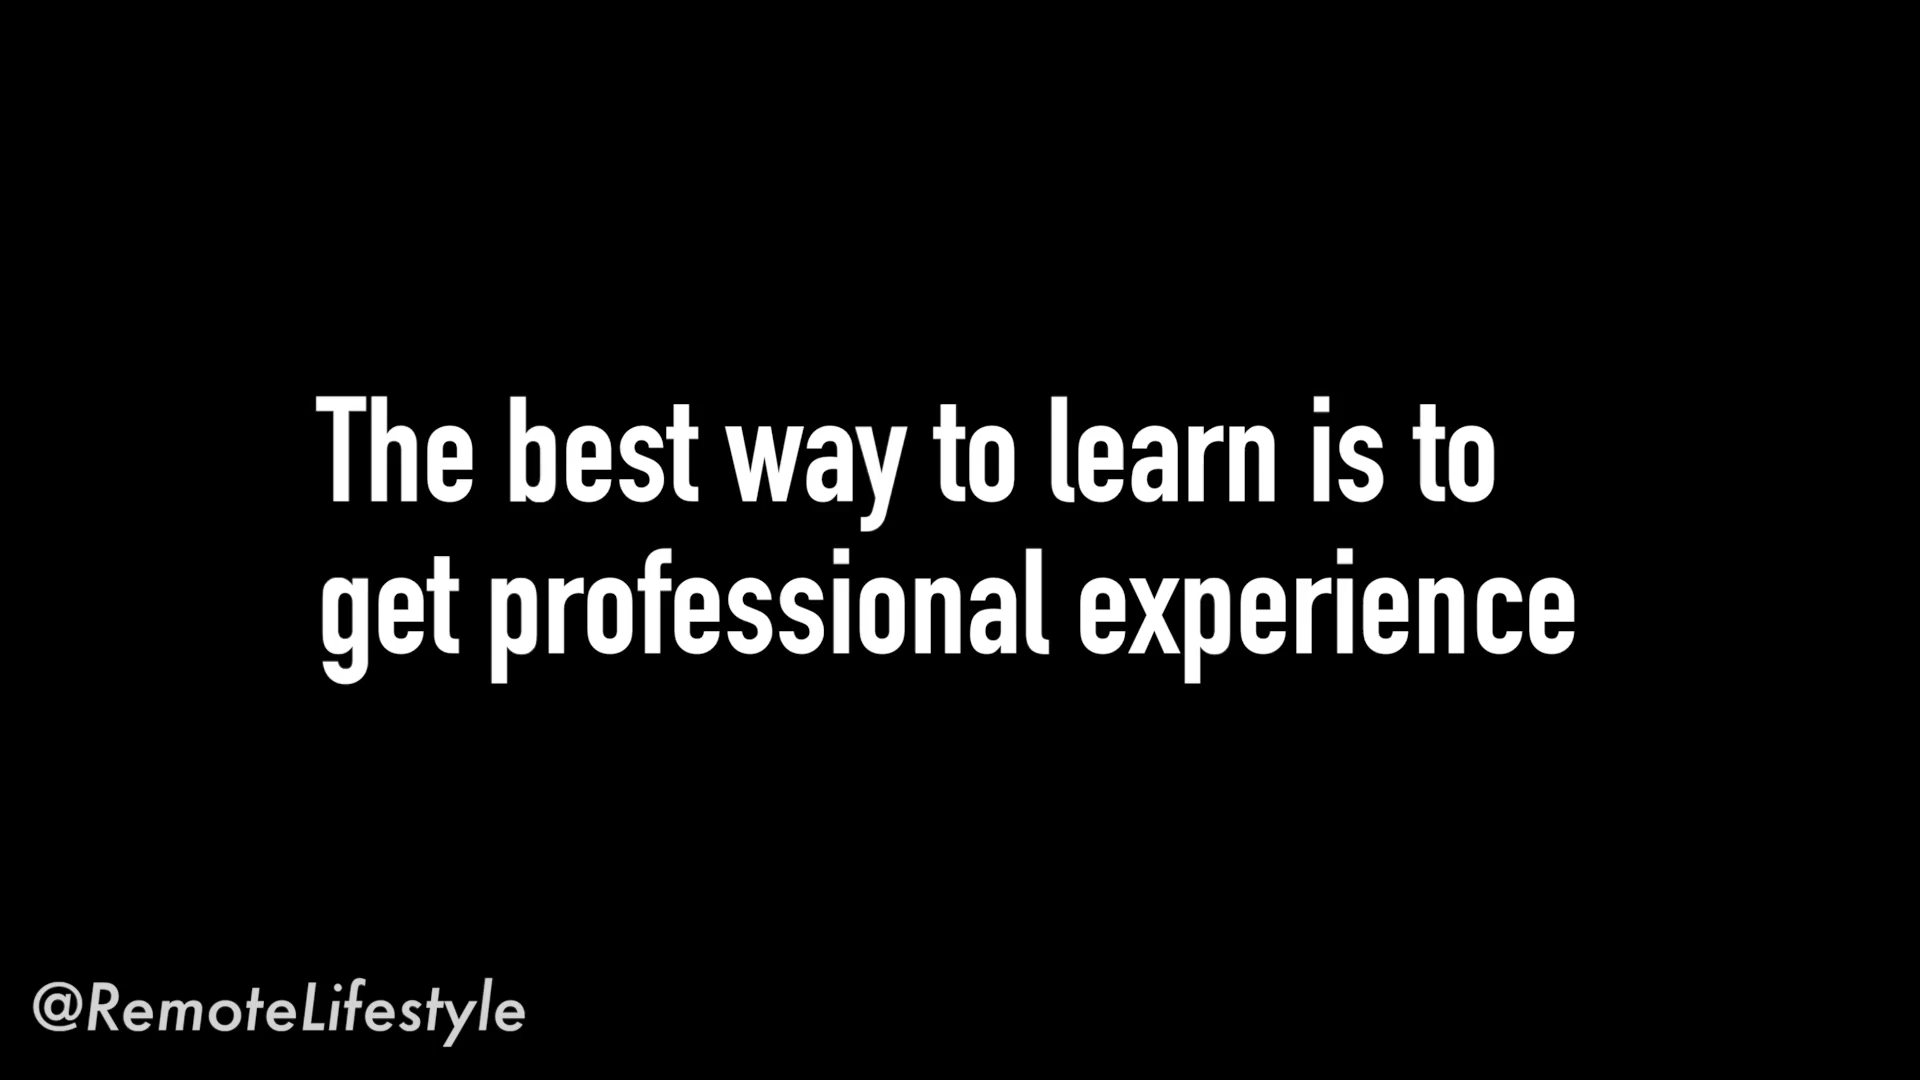 The best way to learn is to
get professional experience
@RemoteLifestyle